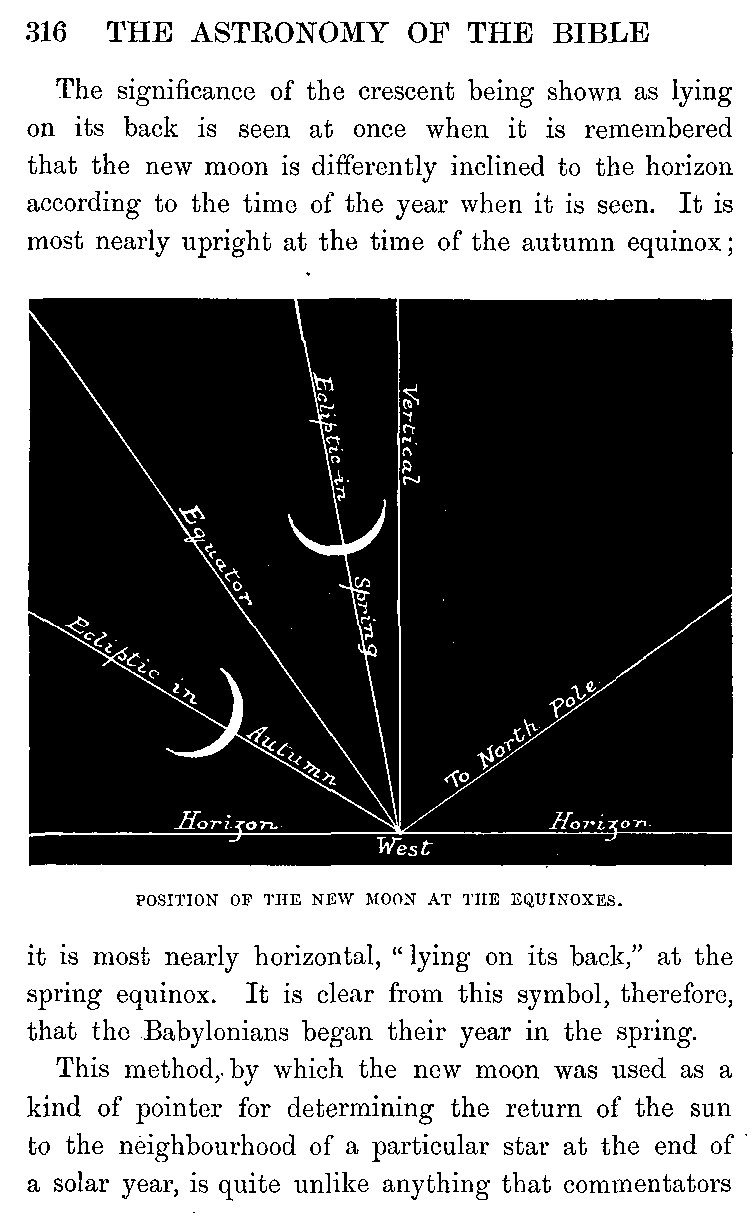 316 THE ASTRONOMY OF THE BIBLE
The significance of the crescent being shown as lying
on its back is seen at once when it is remembered
that the new moon is differently inclined to the horizon
according to the time of the year when it is seen. It is
most nearly upright at the time of the autumn equinox;
Ecliptic in Spring
Vertical
Equator
Ecliptic in Autumn
To North Pole
Horizon
Horizon
West
POSITION OF THE NEW MOON AT THE EQUINOXES.
it is most nearly horizontal, "lying on its back," at the
spring equinox. It is clear from this symbol, therefore,
that the Babylonians began their year in the spring.
This method, by which the new moon was used as a
kind of pointer for determining the return of the sun
to the neighbourhood of a particular star at the end of
a solar year, is quite unlike anything that commentators